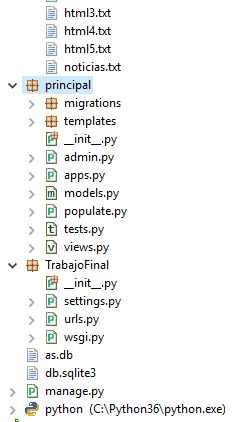 html3.txt
html4.txt
html5.txt
noticias.txt
principal
migrations
templates
__init__.py
admin.py
apps.py
models.py
populate.py
tests.py
views.py
TrabajoFinal
__init__.py
settings.py
urls.py
wsgi.py
as.db
db.sqlite3
manage.py
python (C:\Python36\python.exe)